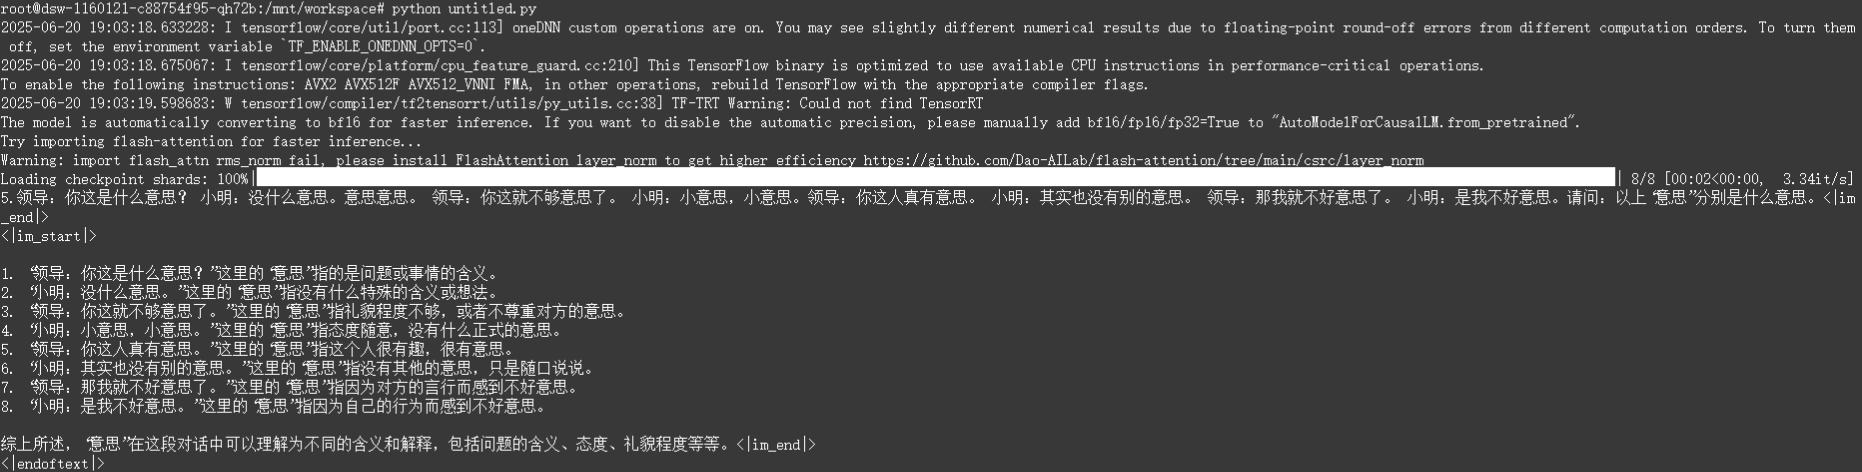 root@dsw-1160121-c88754f95-qh72b:/mnt/workspace# python untitled.py
2025-06-20 19:03:18.633228: I tensorflow/core/util/port.cc:113] oneDNN custom operations are on. You may see slightly different numerical results due to floating-point round-off errors from different computation orders. To turn them
 off, set the environment variable `TF_ENABLE_ONEDNN_OPTS=0`.
2025-06-20 19:03:18.675067: I tensorflow/core/platform/cpu_feature_guard.cc:210] This TensorFlow binary is optimized to use available CPU instructions in performance-critical operations.
To enable the following instructions: AVX2 AVX512F AVX512_VNNI FMA, in other operations, rebuild TensorFlow with the appropriate compiler flags.
2025-06-20 19:03:19.598683: W tensorflow/compiler/tf2tensorrt/utils/py_utils.cc:38] TF-TRT Warning: Could not find TensorRT
The model is automatically converting to bf16 for faster inference. If you want to disable the automatic precision, please manually add bf16/fp16/fp32=True to "AutoModelForCausalLM.from_pretrained".
Try importing flash-attention for faster inference...
Warning: import flash_attn rms_norm fail, please install FlashAttention layer_norm to get higher efficiency https://github.com/Dao-AILab/flash-attention/tree/main/csrc/layer_norm
Loading checkpoint shards: 100%| | 8/8 [00:02<00:00,  3.34it/s]
5.领导：你这是什么意思？ 小明：没什么意思。意思意思。 领导：你这就不够意思了。 小明：小意思，小意思。领导：你这人真有意思。 小明：其实也没有别的意思。 领导：那我就不好意思了。 小明：是我不好意思。请问：以上“意思”分别是什么意思。<|im
_end|>
<|im_start|>
1. “领导：你这是什么意思？”这里的“意思”指的是问题或事情的含义。
2. “小明：没什么意思。”这里的“意思”指没有什么特殊的含义或想法。
3. “领导：你这就不够意思了。”这里的“意思”指礼貌程度不够，或者不尊重对方的意思。
4. “小明：小意思，小意思。”这里的“意思”指态度随意，没有什么正式的意思。
5. “领导：你这人真有意思。”这里的“意思”指这个人很有趣，很有意思。
6. “小明：其实也没有别的意思。”这里的“意思”指没有其他的意思，只是随口说说。
7. “领导：那我就不好意思了。”这里的“意思”指因为对方的言行而感到不好意思。
8. “小明：是我不好意思。”这里的“意思”指因为自己的行为而感到不好意思。
综上所述，“意思”在这段对话中可以理解为不同的含义和解释，包括问题的含义、态度、礼貌程度等等。<|im_end|>
<|endoftext|>